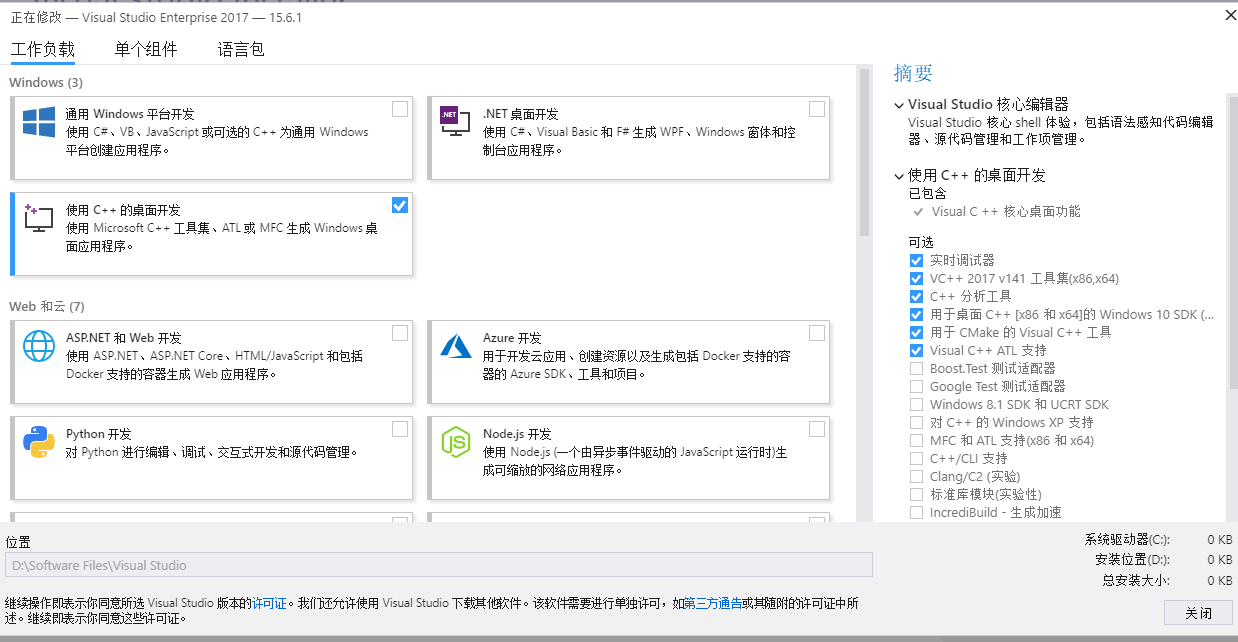 正在修改 — Visual Studio Enterprise 2017 — 15.6.1
工作负载 单个组件 语言包
Windows (3)
通用 Windows 平台开发
使用 C#、VB、JavaScript 或可选的 C++ 为通用 Windows
平台创建应用程序。
.NET 桌面开发
使用 C#、Visual Basic 和 F# 生成 WPF、Windows 窗体和控
制台应用程序。
使用 C++ 的桌面开发
使用 Microsoft C++ 工具集、ATL 或 MFC 生成 Windows 桌
面应用程序。
Web 和云 (7)
ASP.NET 和 Web 开发
使用 ASP.NET、ASP.NET Core、HTML/JavaScript 和包括
Docker 支持的容器生成 Web 应用程序。
Azure 开发
用于开发云应用、创建资源以及生成包括 Docker 支持的容
器的 Azure SDK、工具和项目。
Python 开发
对 Python 进行编辑、调试、交互式开发和源代码管理。
Node.js 开发
使用 Node.js (一个由异步事件驱动的 JavaScript 运行时)生
成可缩放的网络应用程序。
摘要
Visual Studio 核心编辑器
Visual Studio 核心 shell 体验，包括语法感知代码编辑
器、源代码管理和工作项管理。
使用 C++ 的桌面开发
已包含
Visual C ++ 核心桌面功能
可选
实时调试器
VC++ 2017 v141 工具集(x86,x64)
C++ 分析工具
用于桌面 C++ [x86 和 x64]的 Windows 10 SDK (...
用于 CMake 的 Visual C++ 工具
Visual C++ ATL 支持
Boost.Test 测试适配器
Google Test 测试适配器
Windows 8.1 SDK 和 UCRT SDK
对 C++ 的 Windows XP 支持
MFC 和 ATL 支持(x86 和 x64)
C++/CLI 支持
Clang/C2 (实验)
标准库模块(实验性)
IncrediBuild - 生成加速
位置
D:\Software Files\Visual Studio
继续操作即表示你同意所选 Visual Studio 版本的许可证。我们还允许使用 Visual Studio 下载其他软件。该软件需要进行单独许可，如第三方通告或其随附的许可证中所
述。继续即表示你同意这些许可证。
系统驱动器(C:): 0 KB
安装位置(D:): 0 KB
总安装大小: 0 KB
关闭